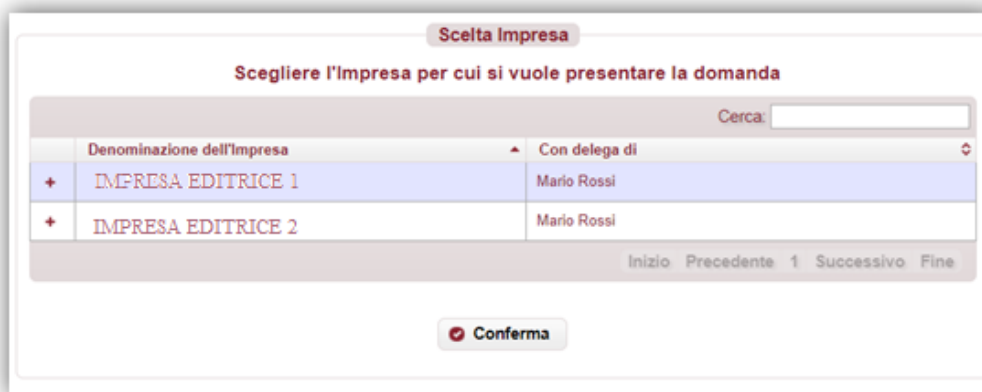 Scelta Impresa
Scegliere l'Impresa per cui si vuole presentare la domanda
Cerca:
Denominazione dell'Impresa Con delega di
+ IMPRESA EDITRICE 1 Mario Rossi
+ IMPRESA EDITRICE 2 Mario Rossi
Inizio Precedente 1 Successivo Fine
Conferma